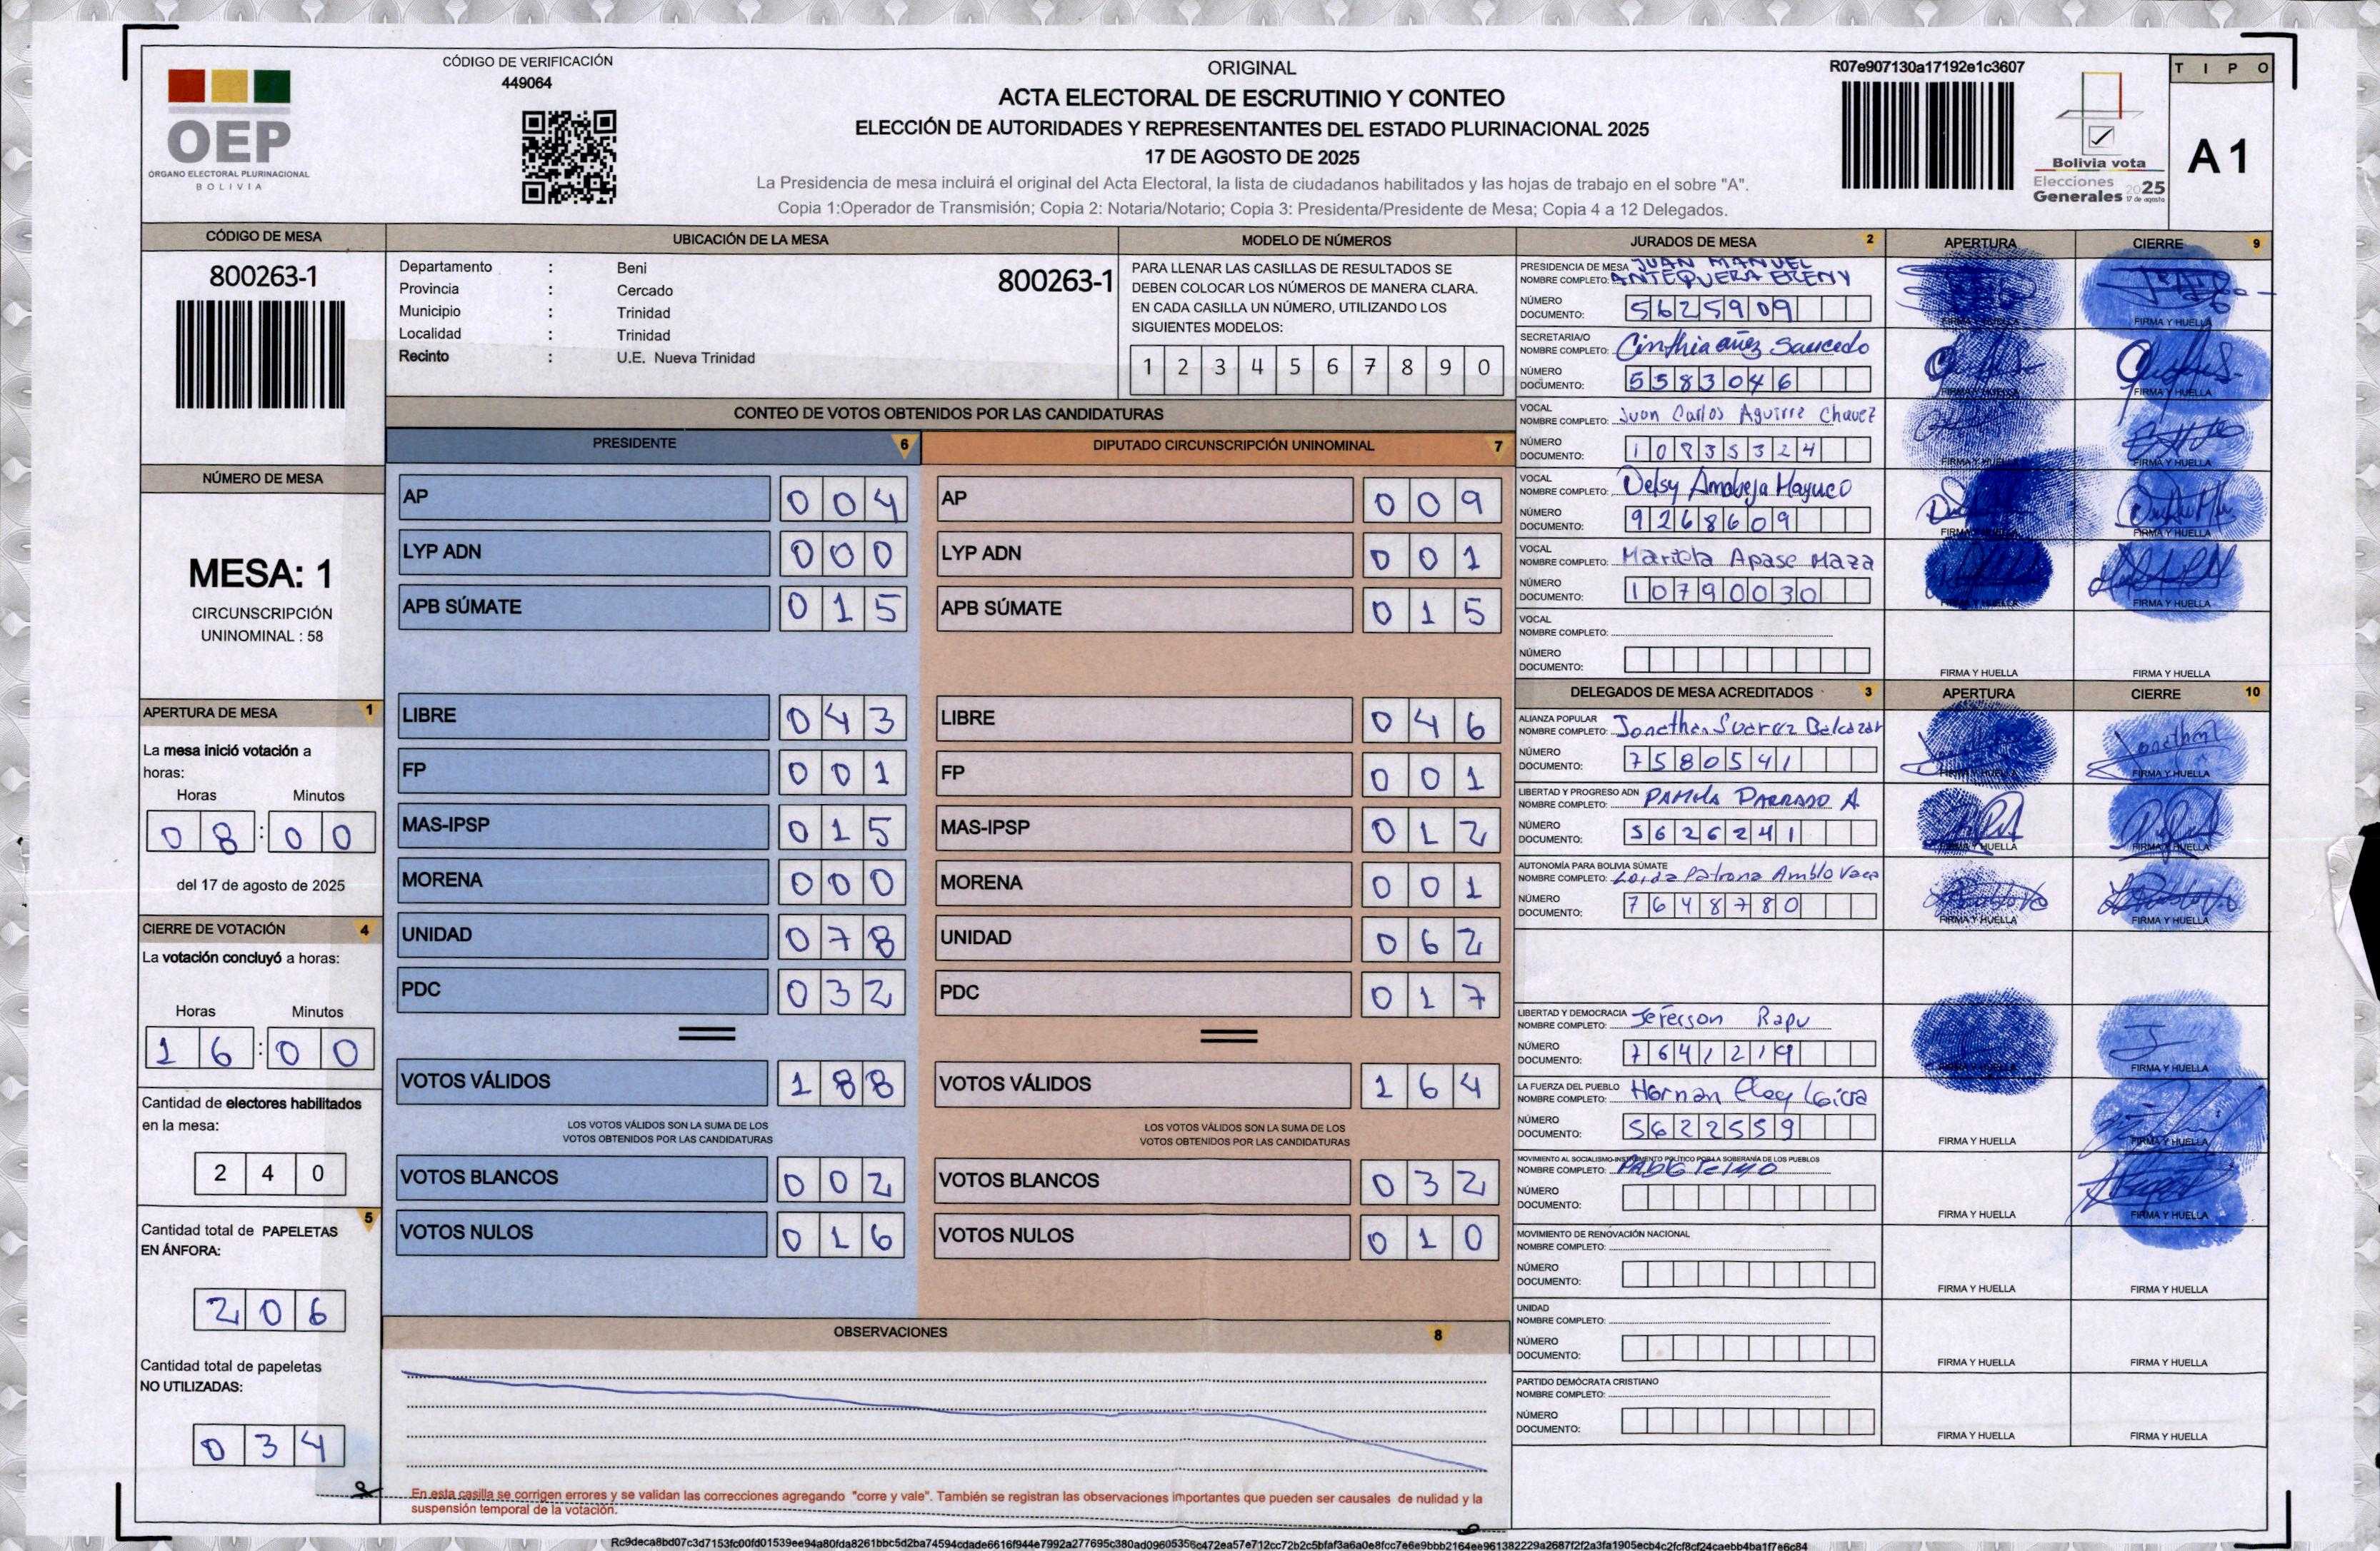 CÓDIGO DE VERIFICACIÓN
449064
OEP
ÓRGANO ELECTORAL PLURINACIONAL
BOLIVIA
ORIGINAL
ACTA ELECTORAL DE ESCRUTINIO Y CONTEO
ELECCIÓN DE AUTORIDADES Y REPRESENTANTES DEL ESTADO PLURINACIONAL 2025
17 DE AGOSTO DE 2025
La Presidencia de mesa incluirá el original del Acta Electoral, la lista de ciudadanos habilitados y las hojas de trabajo en el sobre "A".
Copia 1:Operador de Transmisión; Copia 2: Notaria/Notario; Copia 3: Presidenta/Presidente de Mesa; Copia 4 a 12 Delegados.
R07e907130a17192e1c3607
Bolivia vota
Elecciones
Generales 2025
17 de agosto
TIPO
A1
CÓDIGO DE MESA
800263-1
NÚMERO DE MESA
MESA: 1
CIRCUNSCRIPCIÓN
UNINOMINAL : 58
APERTURA DE MESA 1
La mesa inició votación a
horas:
Horas Minutos
08:00
del 17 de agosto de 2025
CIERRE DE VOTACIÓN 4
La votación concluyó a horas:
Horas Minutos
16:00
Cantidad de electores habilitados
en la mesa:
240
5
Cantidad total de PAPELETAS
EN ÁNFORA:
206
Cantidad total de papeletas
NO UTILIZADAS:
034
UBICACIÓN DE LA MESA
Departamento : Beni
800263-1
Provincia : Cercado
Municipio : Trinidad
Localidad : Trinidad
Recinto : U.E. Nueva Trinidad
MODELO DE NÚMEROS
PARA LLENAR LAS CASILLAS DE RESULTADOS SE
DEBEN COLOCAR LOS NÚMEROS DE MANERA CLARA.
EN CADA CASILLA UN NÚMERO, UTILIZANDO LOS
SIGUIENTES MODELOS:
1 2 3 4 5 6 7 8 9 0
CONTEO DE VOTOS OBTENIDOS POR LAS CANDIDATURAS
PRESIDENTE 6
AP 004
LYP ADN 000
APB SÚMATE 015
LIBRE 043
FP 001
MAS-IPSP 015
MORENA 000
UNIDAD 078
PDC 032
VOTOS VÁLIDOS 188
LOS VOTOS VÁLIDOS SON LA SUMA DE LOS
VOTOS OBTENIDOS POR LAS CANDIDATURAS
VOTOS BLANCOS 002
VOTOS NULOS 016
DIPUTADO CIRCUNSCRIPCIÓN UNINOMINAL 7
AP 009
LYP ADN 001
APB SÚMATE 015
LIBRE 046
FP 001
MAS-IPSP 012
MORENA 001
UNIDAD 062
PDC 017
VOTOS VÁLIDOS 164
LOS VOTOS VÁLIDOS SON LA SUMA DE LOS
VOTOS OBTENIDOS POR LAS CANDIDATURAS
VOTOS BLANCOS 032
VOTOS NULOS 010
OBSERVACIONES 8
En esta casilla se corrigen errores y se validan las correcciones agregando "corre y vale". También se registran las observaciones importantes que pueden ser causales de nulidad y la
suspensión temporal de la votación.
JURADOS DE MESA 2 APERTURA CIERRE 9
PRESIDENCIA DE MESA JUAN MANUEL
NOMBRE COMPLETO: ANTEQUERA ERENY
NÚMERO
DOCUMENTO: 5625909
FIRMA Y HUELLA FIRMA Y HUELLA
SECRETARIA/O
NOMBRE COMPLETO: Cinthia añez Saucedo
NÚMERO
DOCUMENTO: 5583046
FIRMA Y HUELLA FIRMA Y HUELLA
VOCAL
NOMBRE COMPLETO: Juan Carlos Aguirre Chavez
NÚMERO
DOCUMENTO: 10835324
FIRMA Y HUELLA FIRMA Y HUELLA
VOCAL
NOMBRE COMPLETO: Delsy Mayuco
NÚMERO
DOCUMENTO: 9268609
FIRMA Y HUELLA FIRMA Y HUELLA
VOCAL
NOMBRE COMPLETO: Mariela Apase Maza
NÚMERO
DOCUMENTO: 10790030
FIRMA Y HUELLA FIRMA Y HUELLA
VOCAL
NOMBRE COMPLETO:
NÚMERO
DOCUMENTO:
FIRMA Y HUELLA FIRMA Y HUELLA
DELEGADOS DE MESA ACREDITADOS 3 APERTURA CIERRE 10
ALIANZA POPULAR
NOMBRE COMPLETO: Jonathan Suarez Balcazar
NÚMERO
DOCUMENTO: 7580541
FIRMA Y HUELLA FIRMA Y HUELLA
LIBERTAD Y PROGRESO ADN
NOMBRE COMPLETO: PAMELA A.
NÚMERO
DOCUMENTO: 5626241
FIRMA Y HUELLA FIRMA Y HUELLA
AUTONOMÍA PARA BOLIVIA SÚMATE
NOMBRE COMPLETO: Vaca
NÚMERO
DOCUMENTO: 7648780
FIRMA Y HUELLA FIRMA Y HUELLA
LIBERTAD Y DEMOCRACIA
NOMBRE COMPLETO: Jeferson Rapu
NÚMERO
DOCUMENTO: 7641219
FIRMA Y HUELLA
LA FUERZA DEL PUEBLO
NOMBRE COMPLETO: Hernan
NÚMERO
DOCUMENTO: 5622559
FIRMA Y HUELLA FIRMA Y HUELLA
MOVIMIENTO AL SOCIALISMO-INSTRUMENTO POLÍTICO POR LA SOBERANÍA DE LOS PUEBLOS
NOMBRE COMPLETO:
NÚMERO
DOCUMENTO:
FIRMA Y HUELLA FIRMA Y HUELLA
MOVIMIENTO DE RENOVACIÓN NACIONAL
NOMBRE COMPLETO:
NÚMERO
DOCUMENTO:
FIRMA Y HUELLA FIRMA Y HUELLA
UNIDAD
NOMBRE COMPLETO:
NÚMERO
DOCUMENTO:
FIRMA Y HUELLA FIRMA Y HUELLA
PARTIDO DEMÓCRATA CRISTIANO
NOMBRE COMPLETO:
NÚMERO
DOCUMENTO:
FIRMA Y HUELLA FIRMA Y HUELLA